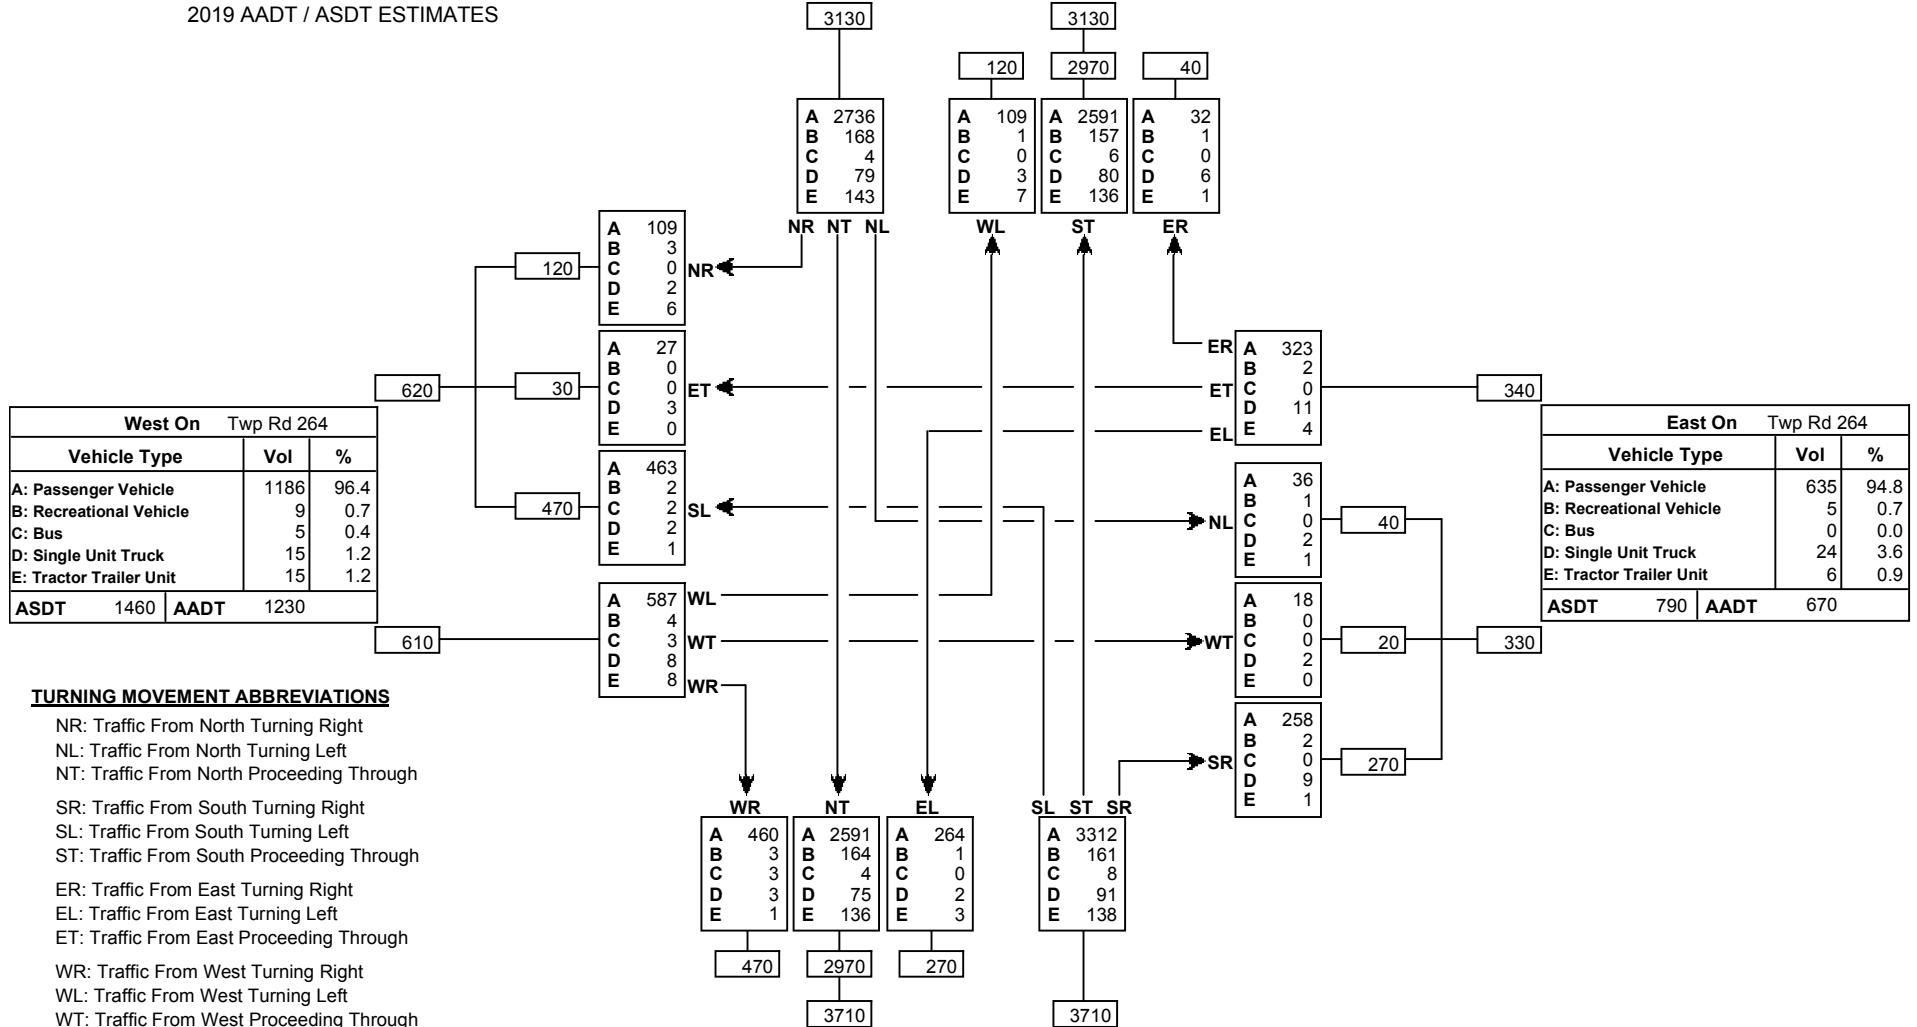 2019 AADT / ASDT ESTIMATES
3130
3130
120
2970
40
A 2736
B 168
C 4
D 79
E 143
A 109
B 1
C 0
D 3
E 7
A 2591
B 157
C 6
D 80
E 136
A 32
B 1
C 0
D 6
E 1
NR NT NL
WL
ST
ER
120
A 109
B 3
C 0
D 2
E 6
NR
620
30
A 27
B 0
C 0
D 3
E 0
ET
470
A 463
B 2
C 2
D 2
E 1
SL
ER
ET
EL
A 323
B 2
C 0
D 11
E 4
340
West On Twp Rd 264
Vehicle Type Vol %
A: Passenger Vehicle 1186 96.4
B: Recreational Vehicle 9 0.7
C: Bus 5 0.4
D: Single Unit Truck 15 1.2
E: Tractor Trailer Unit 15 1.2
ASDT 1460 AADT 1230
East On Twp Rd 264
Vehicle Type Vol %
A: Passenger Vehicle 635 94.8
B: Recreational Vehicle 5 0.7
C: Bus 0 0.0
D: Single Unit Truck 24 3.6
E: Tractor Trailer Unit 6 0.9
ASDT 790 AADT 670
NL
A 36
B 1
C 0
D 2
E 1
40
610
A 587
B 4
C 3
D 8
E 8
WL
WT
WR
WT
A 18
B 0
C 0
D 2
E 0
20
330
SR
A 258
B 2
C 0
D 9
E 1
270
TURNING MOVEMENT ABBREVIATIONS
NR: Traffic From North Turning Right
NL: Traffic From North Turning Left
NT: Traffic From North Proceeding Through
SR: Traffic From South Turning Right
SL: Traffic From South Turning Left
ST: Traffic From South Proceeding Through
ER: Traffic From East Turning Right
EL: Traffic From East Turning Left
ET: Traffic From East Proceeding Through
WR: Traffic From West Turning Right
WL: Traffic From West Turning Left
WT: Traffic From West Proceeding Through
WR
NT
EL
SL ST SR
A 460
B 3
C 3
D 3
E 1
A 2591
B 164
C 4
D 75
E 136
A 264
B 1
C 0
D 2
E 3
A 3312
B 161
C 8
D 91
E 138
470
2970
270
3710
3710